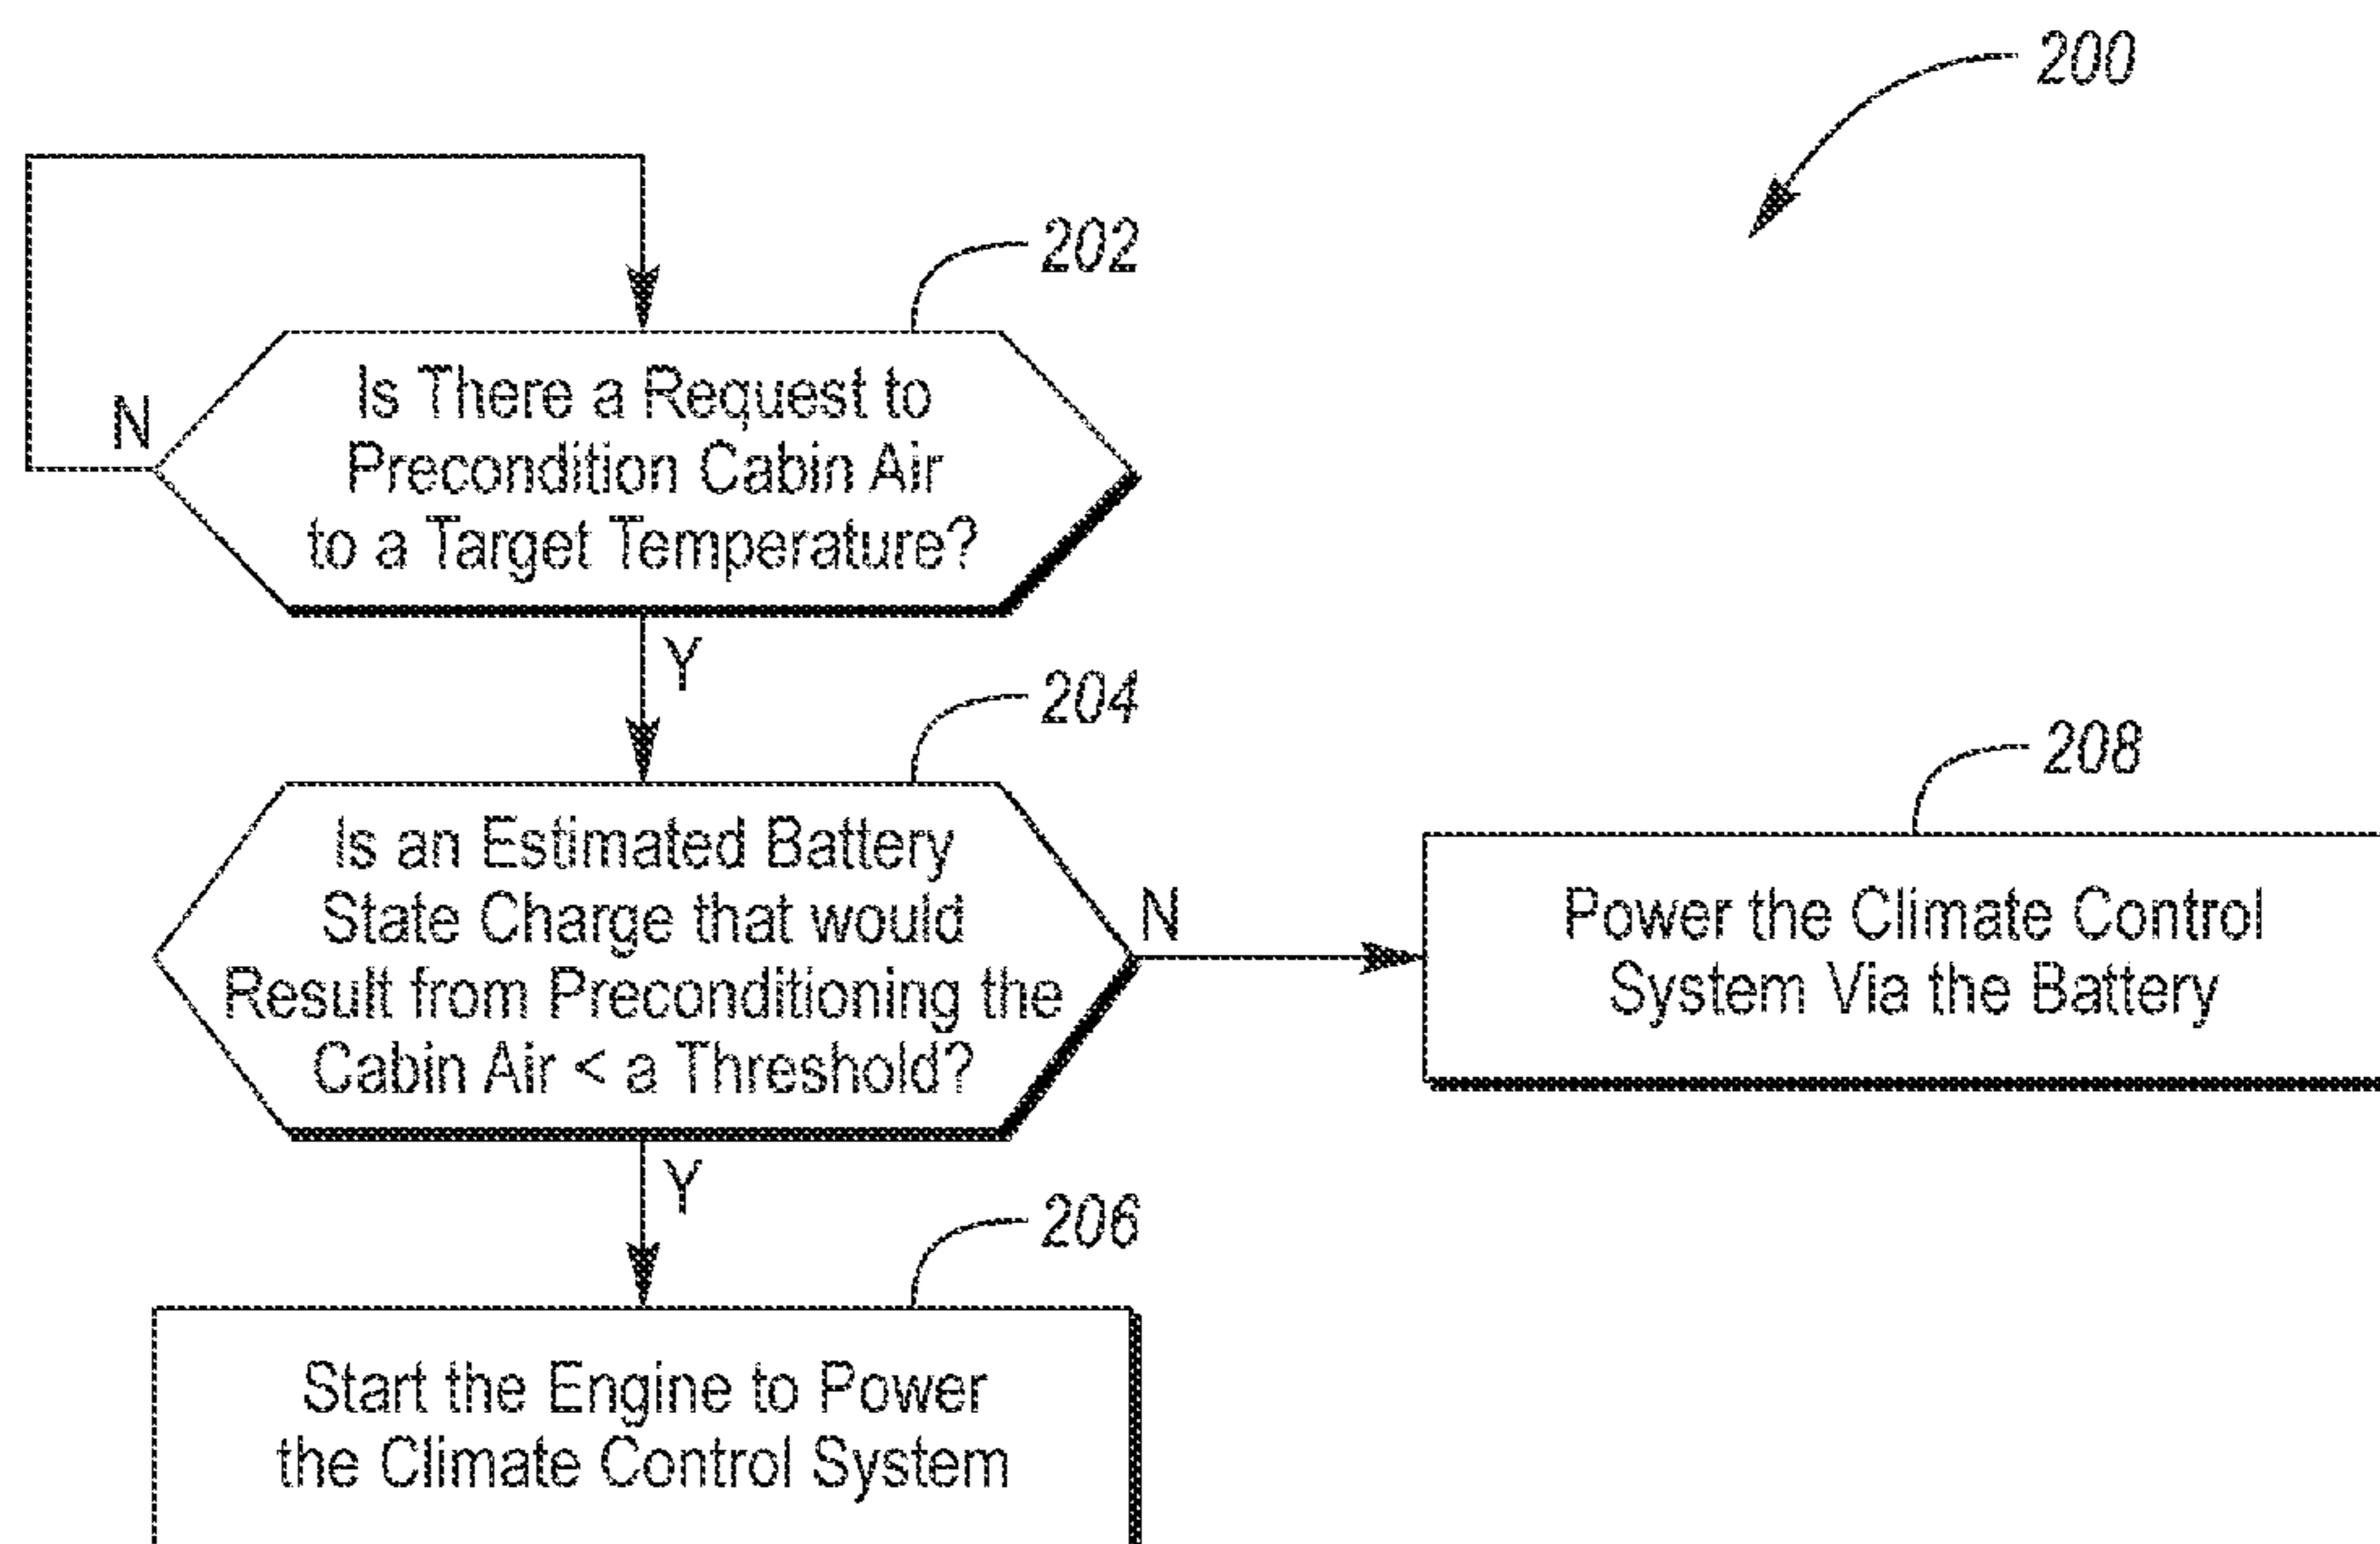 200
202
Is There a Request to
Precondition Cabin Air
to a Target Temperature?
N
Y
204
Is an Estimated Battery
State Charge that would
Result from Preconditioning the
Cabin Air < a Threshold?
N
208
Power the Climate Control
System Via the Battery
Y
206
Start the Engine to Power
the Climate Control System